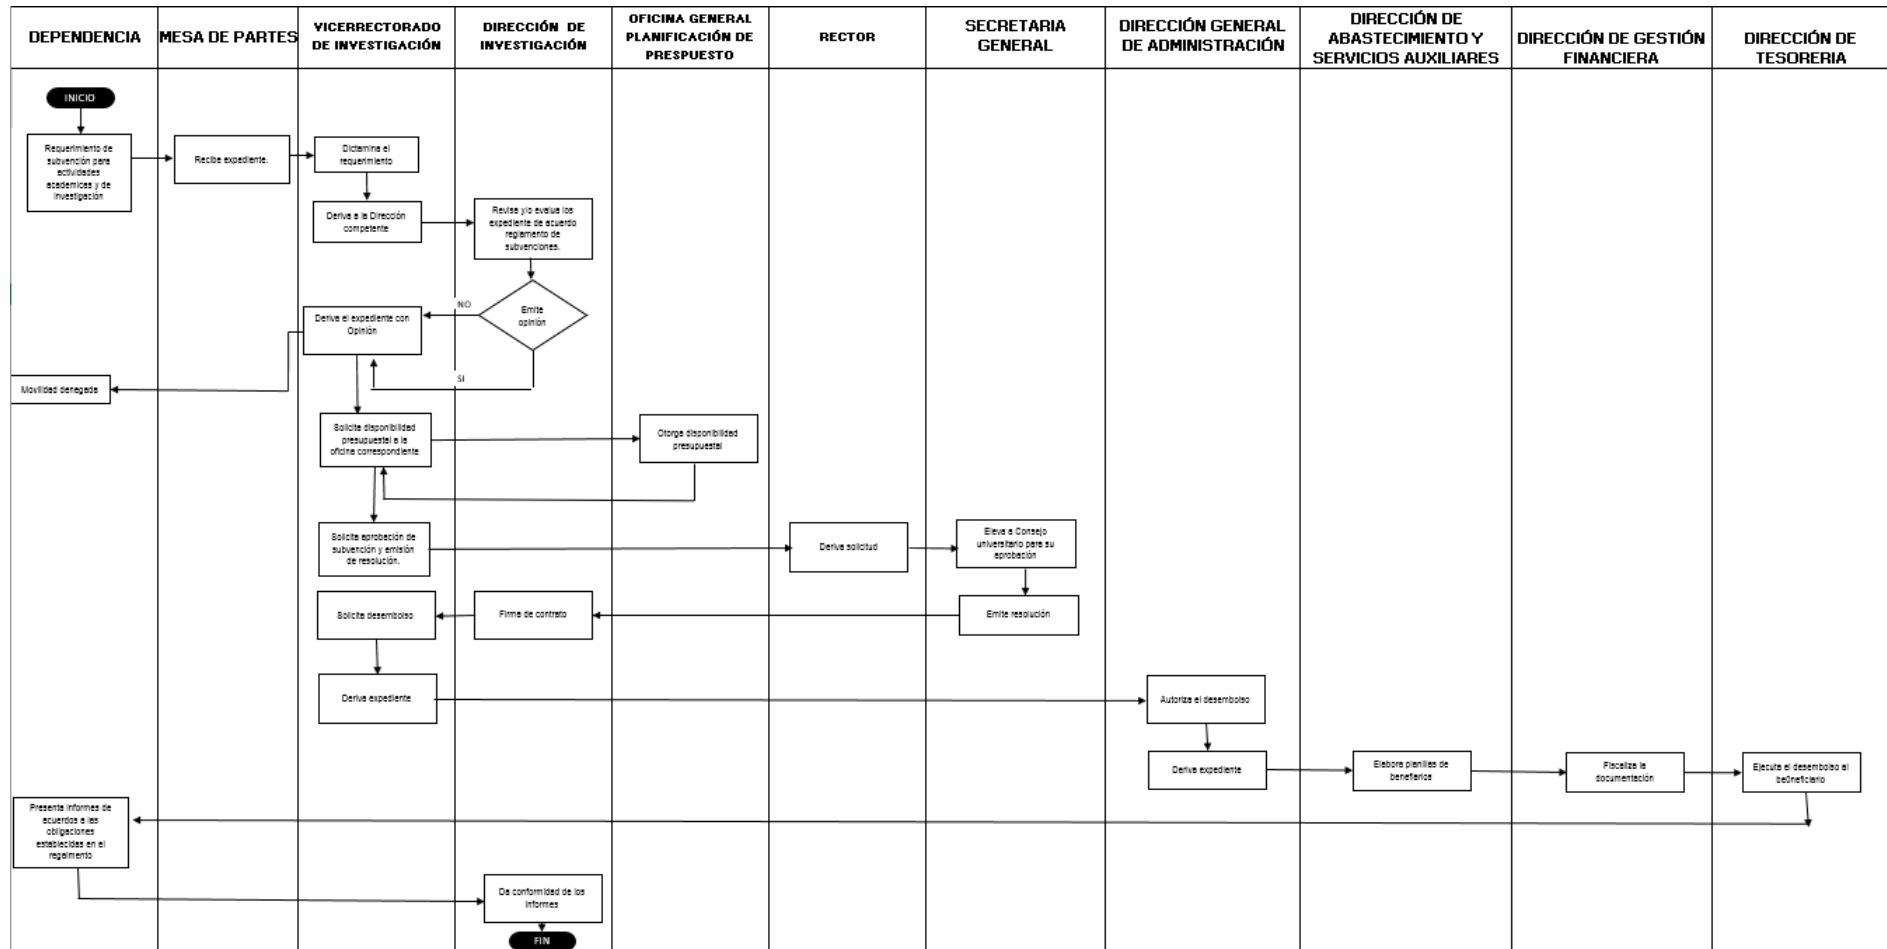 DEPENDENCIA
MESA DE PARTES
VICERRECTORADO
DE INVESTIGACIÓN
DIRECCIÓN DE
INVESTIGACIÓN
OFICINA GENERAL
PLANIFICACIÓN DE
PRESPUESTO
RECTOR
SECRETARIA
GENERAL
DIRECCIÓN GENERAL
DE ADMINISTRACIÓN
DIRECCIÓN DE
ABASTECIMIENTO Y
SERVICIOS AUXILIARES
DIRECCIÓN DE GESTIÓN
FINANCIERA
DIRECCIÓN DE
TESORERIA
INICIO
Requerimiento de
subvención para
actividades
academicas y de
investigación
Recibe expediente.
Dictamina el
requerimiento
Deriva a la Dirección
competente
Revisa y/o evalua los
expediente de acuerdo
reglamento de
subvenciones.
Emite
opinión
NO
SI
Deriva el expediente con
Opinión
Movilidad denegada
Solicita disponibilidad
presupuestal a la
oficina correspondiente
Otorga disponibilidad
presupuestal
Solicita aprobación de
subvención y emisión
de resolución.
Deriva solicitud
Eleva a Consejo
universitario para su
aprobación
Emite resolución
Firma de contrato
Solicita desembolso
Deriva expediente
Autoriza el desembolso
Deriva expediente
Elabora planillas de
benefiarios
Fiscaliza la
documentación
Ejecuta el desembolso al
be0neficiario
Presenta informes de
acuerdos a las
obligaciones
establecidas en el
regalmento
Da conformidad de los
informes
FIN